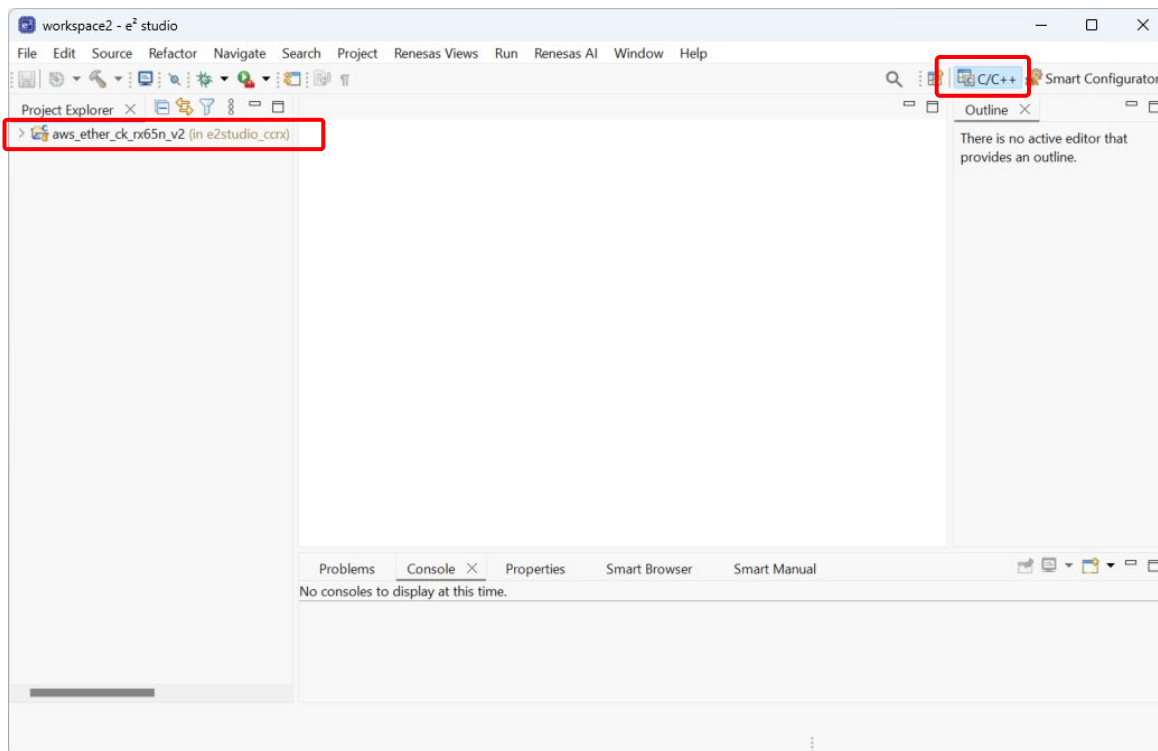 workspace2 - e² studio
File Edit Source Refactor Navigate Search Project Renesas Views Run Renesas AI Window Help
C/C++ Smart Configurator
Project Explorer
Outline
aws_ether_ck_rx65n_v2 (in e2studio_ccrx)
There is no active editor that
provides an outline.
Problems Console Properties Smart Browser Smart Manual
No consoles to display at this time.